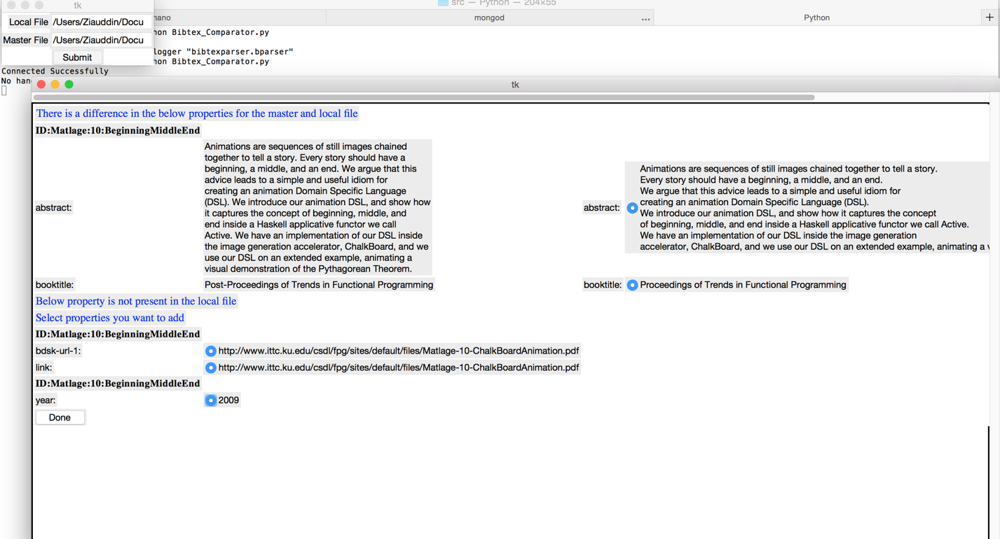 tk
src — Python — 204×55
Local File /Users/Ziauddin/Docu
Master File /Users/Ziauddin/Docu
Submit
nano
mongod
...
Python
+
hon Bibtex_Comparator.py
logger "bibtexparser.bparser"
hon Bibtex_Comparator.py
Connected Successfully
No han
tk
There is a difference in the below properties for the master and local file
ID:Matlage:10:BeginningMiddleEnd
abstract:
Animations are sequences of still images chained
together to tell a story. Every story should have a
beginning, a middle, and an end. We argue that this
advice leads to a simple and useful idiom for
creating an animation Domain Specific Language
(DSL). We introduce our animation DSL, and show how
it captures the concept of beginning, middle, and
end inside a Haskell applicative functor we call
Active. We have an implementation of our DSL inside
the image generation accelerator, ChalkBoard, and we
use our DSL on an extended example, animating a
visual demonstration of the Pythagorean Theorem.
abstract:
Animations are sequences of still images chained together to tell a story.
Every story should have a beginning, a middle, and an end.
We argue that this advice leads to a simple and useful idiom for
creating an animation Domain Specific Language (DSL).
We introduce our animation DSL, and show how it captures the concept
of beginning, middle, and end inside a Haskell applicative functor we call Active.
We have an implementation of our DSL inside the image generation
accelerator, ChalkBoard, and we use our DSL on an extended example, animating a v
booktitle: Post-Proceedings of Trends in Functional Programming
booktitle: Proceedings of Trends in Functional Programming
Below property is not present in the local file
Select properties you want to add
ID:Matlage:10:BeginningMiddleEnd
bdsk-url-1: http://www.ittc.ku.edu/csdl/fpg/sites/default/files/Matlage-10-ChalkBoardAnimation.pdf
link: http://www.ittc.ku.edu/csdl/fpg/sites/default/files/Matlage-10-ChalkBoardAnimation.pdf
ID:Matlage:10:BeginningMiddleEnd
year: 2009
Done